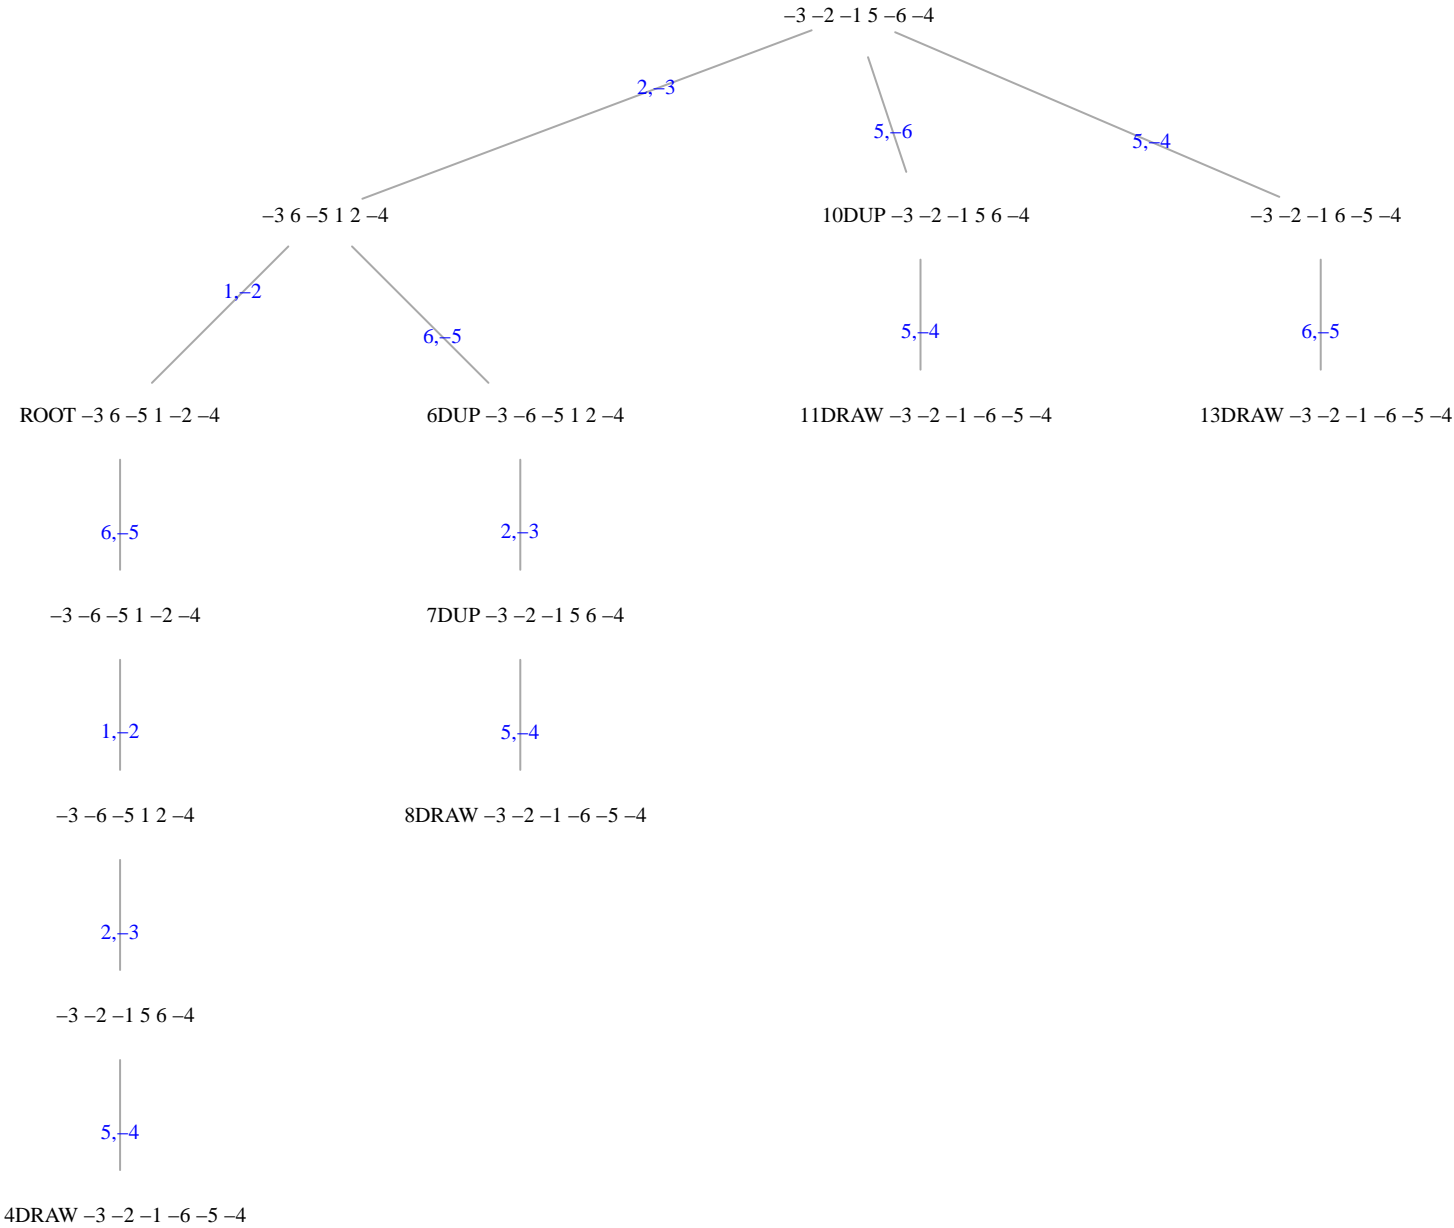 –3 –2 –1 5 –6 –4
2,–3
5,–6
5,–4
–3 6 –5 1 2 –4
10DUP –3 –2 –1 5 6 –4
–3 –2 –1 6 –5 –4
1,–2
6,–5
5,–4
6,–5
ROOT –3 6 –5 1 –2 –4
6DUP –3 –6 –5 1 2 –4
11DRAW –3 –2 –1 –6 –5 –4
13DRAW –3 –2 –1 –6 –5 –4
6,–5
2,–3
–3 –6 –5 1 –2 –4
7DUP –3 –2 –1 5 6 –4
1,–2
5,–4
–3 –6 –5 1 2 –4
8DRAW –3 –2 –1 –6 –5 –4
2,–3
–3 –2 –1 5 6 –4
5,–4
4DRAW –3 –2 –1 –6 –5 –4